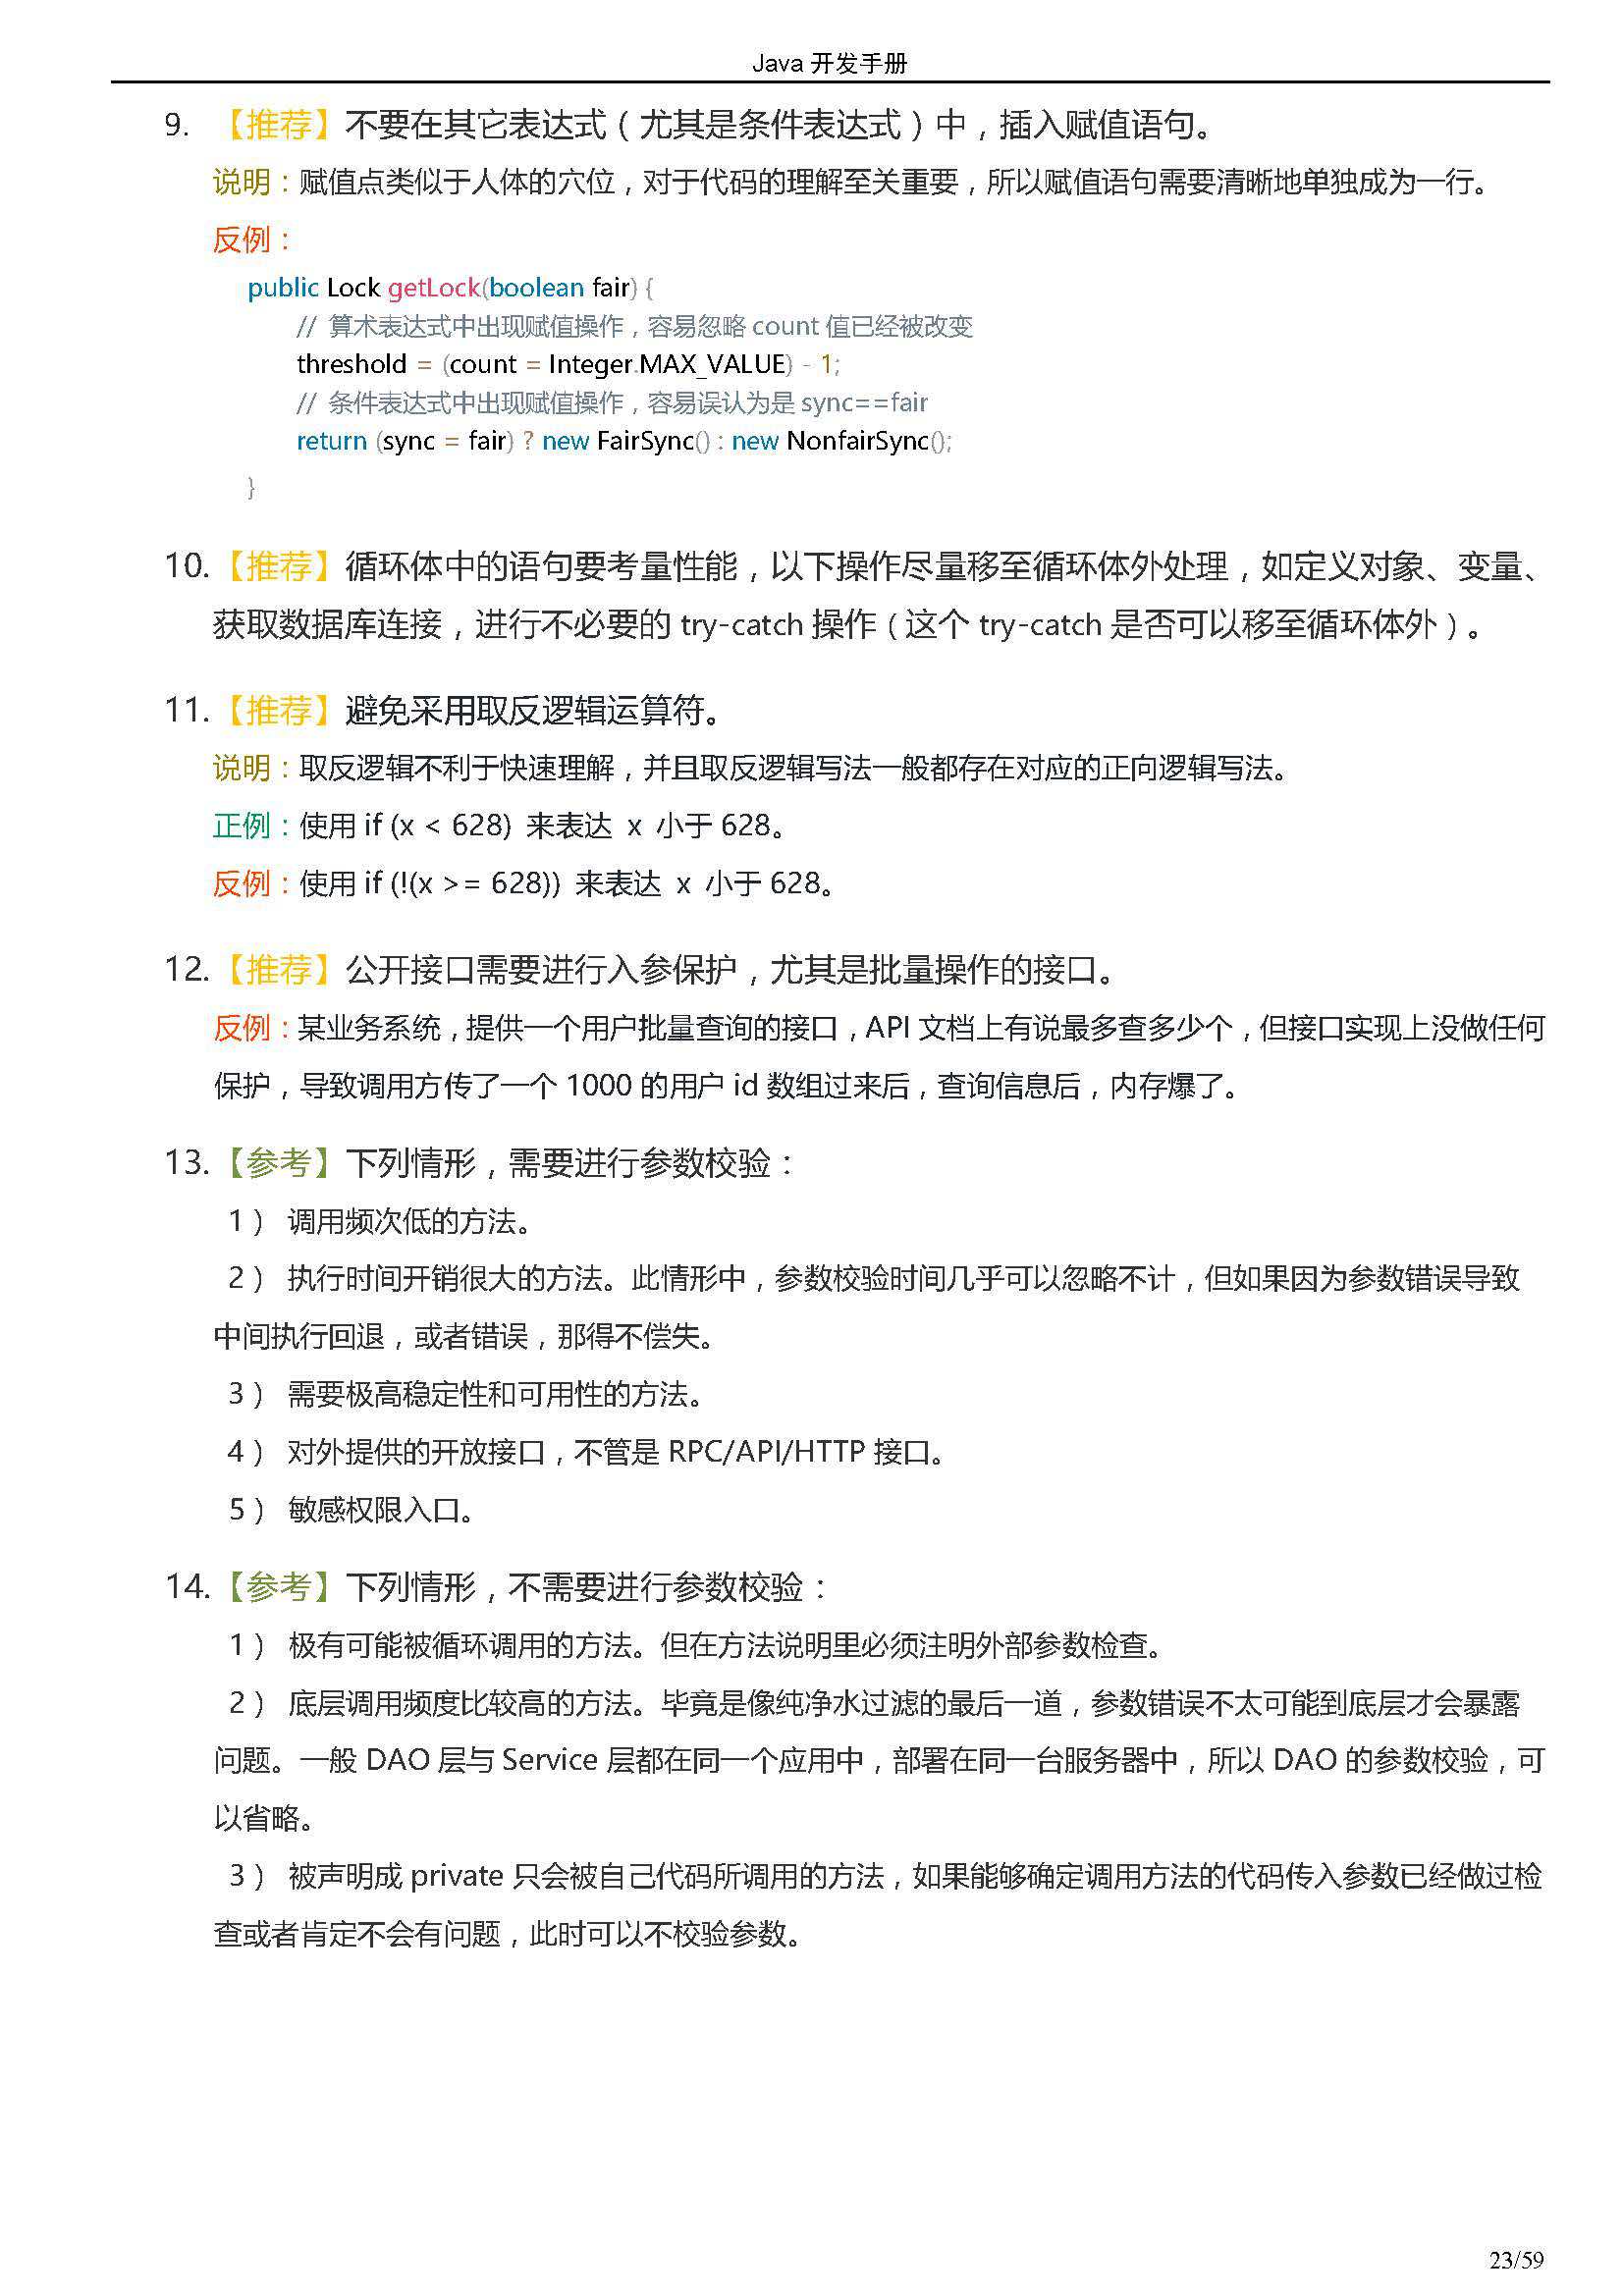 Java 开发手册
9. 【推荐】不要在其它表达式（尤其是条件表达式）中，插入赋值语句。
说明：赋值点类似于人体的穴位，对于代码的理解至关重要，所以赋值语句需要清晰地单独成为一行。
反例：
public Lock getLock(boolean fair) {
// 算术表达式中出现赋值操作，容易忽略 count 值已经被改变
threshold = (count = Integer.MAX_VALUE) - 1;
// 条件表达式中出现赋值操作，容易误认为是 sync==fair
return (sync = fair) ? new FairSync() : new NonfairSync();
}
10. 【推荐】循环体中的语句要考量性能，以下操作尽量移至循环体外处理，如定义对象、变量、
获取数据库连接，进行不必要的 try-catch 操作（这个 try-catch 是否可以移至循环体外）。
11. 【推荐】避免采用取反逻辑运算符。
说明：取反逻辑不利于快速理解，并且取反逻辑写法一般都存在对应的正向逻辑写法。
正例：使用 if (x < 628) 来表达 x 小于 628。
反例：使用 if (!(x >= 628)) 来表达 x 小于 628。
12. 【推荐】公开接口需要进行入参保护，尤其是批量操作的接口。
反例：某业务系统，提供一个用户批量查询的接口，API 文档上有说最多查多少个，但接口实现上没做任何
保护，导致调用方传了一个 1000 的用户 id 数组过来后，查询信息后，内存爆了。
13. 【参考】下列情形，需要进行参数校验：
1） 调用频次低的方法。
2） 执行时间开销很大的方法。此情形中，参数校验时间几乎可以忽略不计，但如果因为参数错误导致
中间执行回退，或者错误，那得不偿失。
3） 需要极高稳定性和可用性的方法。
4） 对外提供的开放接口，不管是 RPC/API/HTTP 接口。
5） 敏感权限入口。
14. 【参考】下列情形，不需要进行参数校验：
1） 极有可能被循环调用的方法。但在方法说明里必须注明外部参数检查。
2） 底层调用频度比较高的方法。毕竟是像纯净水过滤的最后一道，参数错误不太可能到底层才会暴露
问题。一般 DAO 层与 Service 层都在同一个应用中，部署在同一台服务器中，所以 DAO 的参数校验，可
以省略。
3） 被声明成 private 只会被自己代码所调用的方法，如果能够确定调用方法的代码传入参数已经做过检
查或者肯定不会有问题，此时可以不校验参数。
23/59